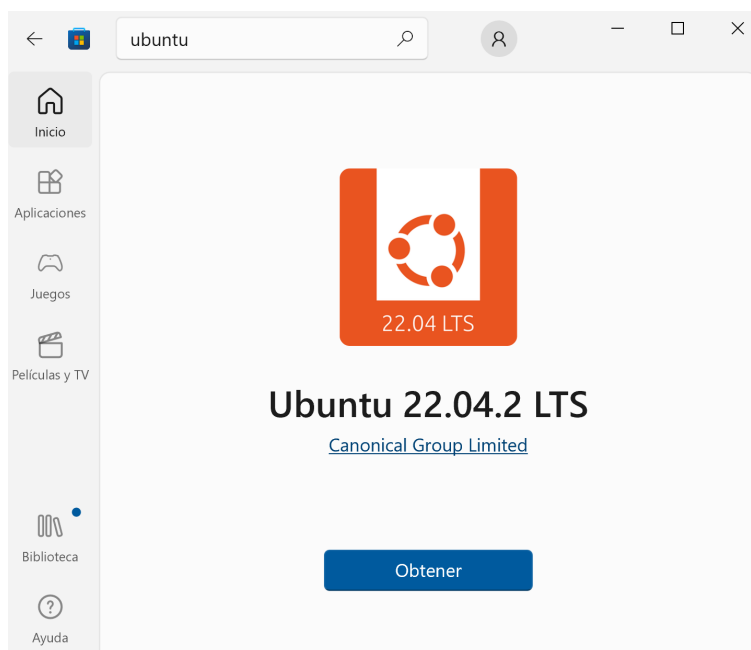 ubuntu
Inicio
Aplicaciones
Juegos
Películas y TV
Biblioteca
Ayuda
22.04 LTS
Ubuntu 22.04.2 LTS
Canonical Group Limited
Obtener